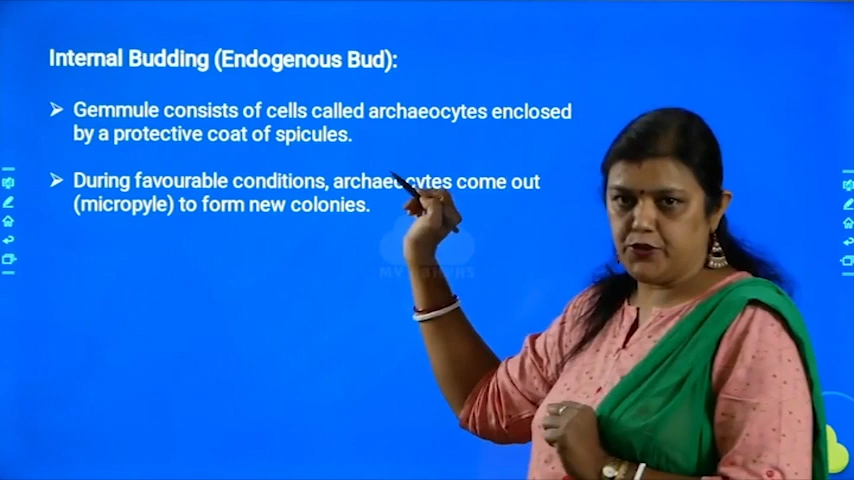 Internal Budding (Endogenous Bud):
➢ Gemmule consists of cells called archaeocytes enclosed
by a protective coat of spicules.
➢ During favourable conditions, archaeocytes come out
(micropyle) to form new colonies.